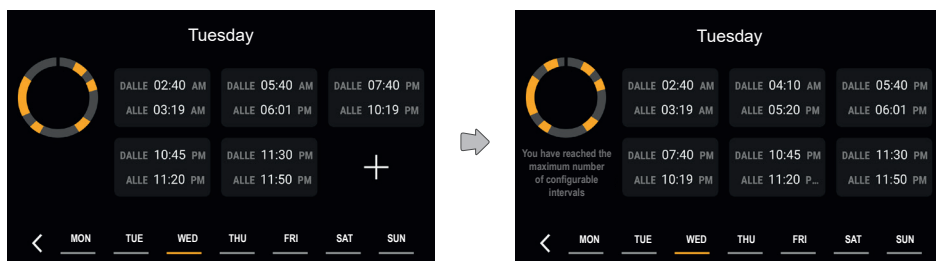 Tuesday
DALLE 02:40 AM DALLE 05:40 AM DALLE 07:40 PM
ALLE 03:19 AM ALLE 06:01 PM ALLE 10:19 PM
DALLE 10:45 PM DALLE 11:30 PM
ALLE 11:20 PM ALLE 11:50 PM
MON TUE WED THU FRI SAT SUN
Tuesday
DALLE 02:40 AM DALLE 04:10 AM DALLE 05:40 PM
ALLE 03:19 AM ALLE 05:20 PM ALLE 06:01 PM
You have reached the
maximum number
of configurable
intervals
DALLE 07:40 PM DALLE 10:45 PM DALLE 11:30 PM
ALLE 10:19 PM ALLE 11:20 P... ALLE 11:50 PM
MON TUE WED THU FRI SAT SUN